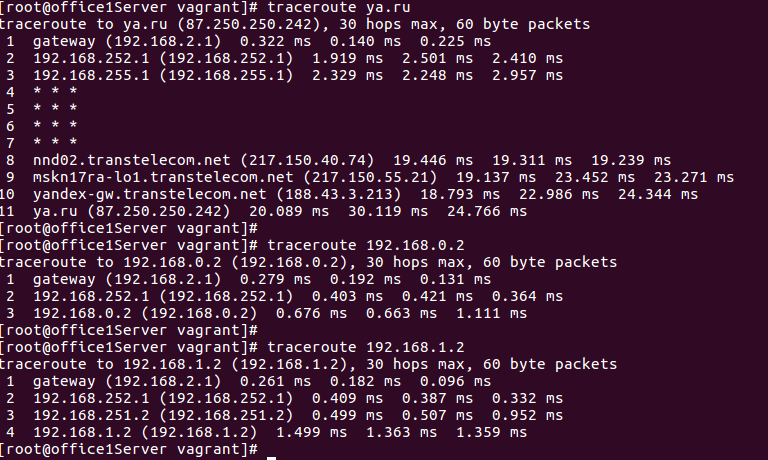 [root@office1Server vagrant]# traceroute ya.ru
traceroute to ya.ru (87.250.250.242), 30 hops max, 60 byte packets
 1  gateway (192.168.2.1)  0.322 ms  0.140 ms  0.225 ms
 2  192.168.252.1 (192.168.252.1)  1.919 ms  2.501 ms  2.410 ms
 3  192.168.255.1 (192.168.255.1)  2.329 ms  2.248 ms  2.957 ms
 4  * * *
 5  * * *
 6  * * *
 7  * * *
 8  nnd02.transtelecom.net (217.150.40.74)  19.446 ms  19.311 ms  19.239 ms
 9  mskn17ra-lo1.transtelecom.net (217.150.55.21)  19.137 ms  23.452 ms  23.271 ms
10  yandex-gw.transtelecom.net (188.43.3.213)  18.793 ms  22.986 ms  24.344 ms
11  ya.ru (87.250.250.242)  20.089 ms  30.119 ms  24.766 ms
[root@office1Server vagrant]#
[root@office1Server vagrant]# traceroute 192.168.0.2
traceroute to 192.168.0.2 (192.168.0.2), 30 hops max, 60 byte packets
 1  gateway (192.168.2.1)  0.279 ms  0.192 ms  0.131 ms
 2  192.168.252.1 (192.168.252.1)  0.403 ms  0.421 ms  0.364 ms
 3  192.168.0.2 (192.168.0.2)  0.676 ms  0.663 ms  1.111 ms
[root@office1Server vagrant]#
[root@office1Server vagrant]# traceroute 192.168.1.2
traceroute to 192.168.1.2 (192.168.1.2), 30 hops max, 60 byte packets
 1  gateway (192.168.2.1)  0.261 ms  0.182 ms  0.096 ms
 2  192.168.252.1 (192.168.252.1)  0.409 ms  0.387 ms  0.332 ms
 3  192.168.251.2 (192.168.251.2)  0.499 ms  0.507 ms  0.952 ms
 4  192.168.1.2 (192.168.1.2)  1.499 ms  1.363 ms  1.359 ms
[root@office1Server vagrant]#